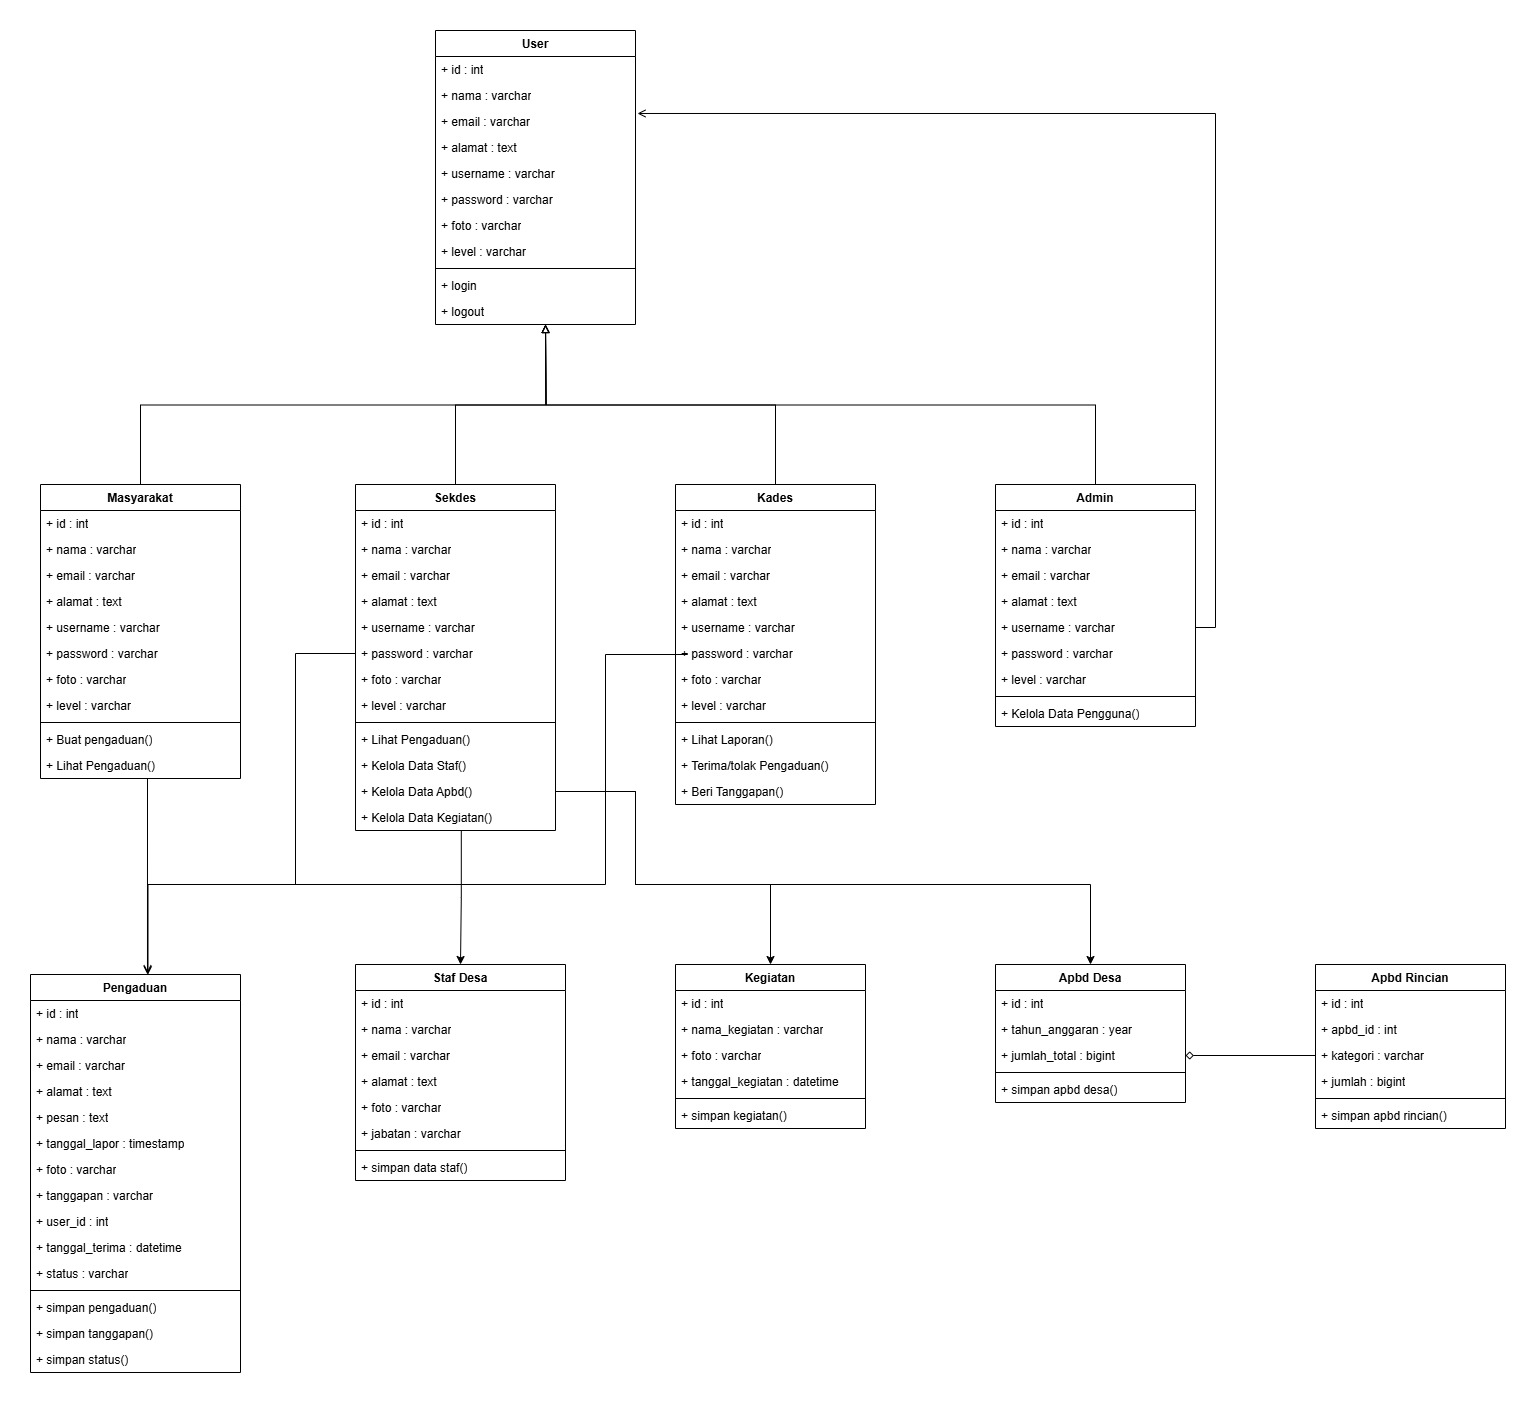 User
+ id : int
+ nama : varchar
+ email : varchar
+ alamat : text
+ username : varchar
+ password : varchar
+ foto : varchar
+ level : varchar
+ login
+ logout
Masyarakat
+ id : int
+ nama : varchar
+ email : varchar
+ alamat : text
+ username : varchar
+ password : varchar
+ foto : varchar
+ level : varchar
+ Buat pengaduan()
+ Lihat Pengaduan()
Sekdes
+ id : int
+ nama : varchar
+ email : varchar
+ alamat : text
+ username : varchar
+ password : varchar
+ foto : varchar
+ level : varchar
+ Lihat Pengaduan()
+ Kelola Data Staf()
+ Kelola Data Apbd()
+ Kelola Data Kegiatan()
Kades
+ id : int
+ nama : varchar
+ email : varchar
+ alamat : text
+ username : varchar
+ password : varchar
+ foto : varchar
+ level : varchar
+ Lihat Laporan()
+ Terima/tolak Pengaduan()
+ Beri Tanggapan()
Admin
+ id : int
+ nama : varchar
+ email : varchar
+ alamat : text
+ username : varchar
+ password : varchar
+ level : varchar
+ Kelola Data Pengguna()
Pengaduan
+ id : int
+ nama : varchar
+ email : varchar
+ alamat : text
+ pesan : text
+ tanggal_lapor : timestamp
+ foto : varchar
+ tanggapan : varchar
+ user_id : int
+ tanggal_terima : datetime
+ status : varchar
+ simpan pengaduan()
+ simpan tanggapan()
+ simpan status()
Staf Desa
+ id : int
+ nama : varchar
+ email : varchar
+ alamat : text
+ foto : varchar
+ jabatan : varchar
+ simpan data staf()
Kegiatan
+ id : int
+ nama_kegiatan : varchar
+ foto : varchar
+ tanggal_kegiatan : datetime
+ simpan kegiatan()
Apbd Desa
+ id : int
+ tahun_anggaran : year
+ jumlah_total : bigint
+ simpan apbd desa()
Apbd Rincian
+ id : int
+ apbd_id : int
+ kategori : varchar
+ jumlah : bigint
+ simpan apbd rincian()